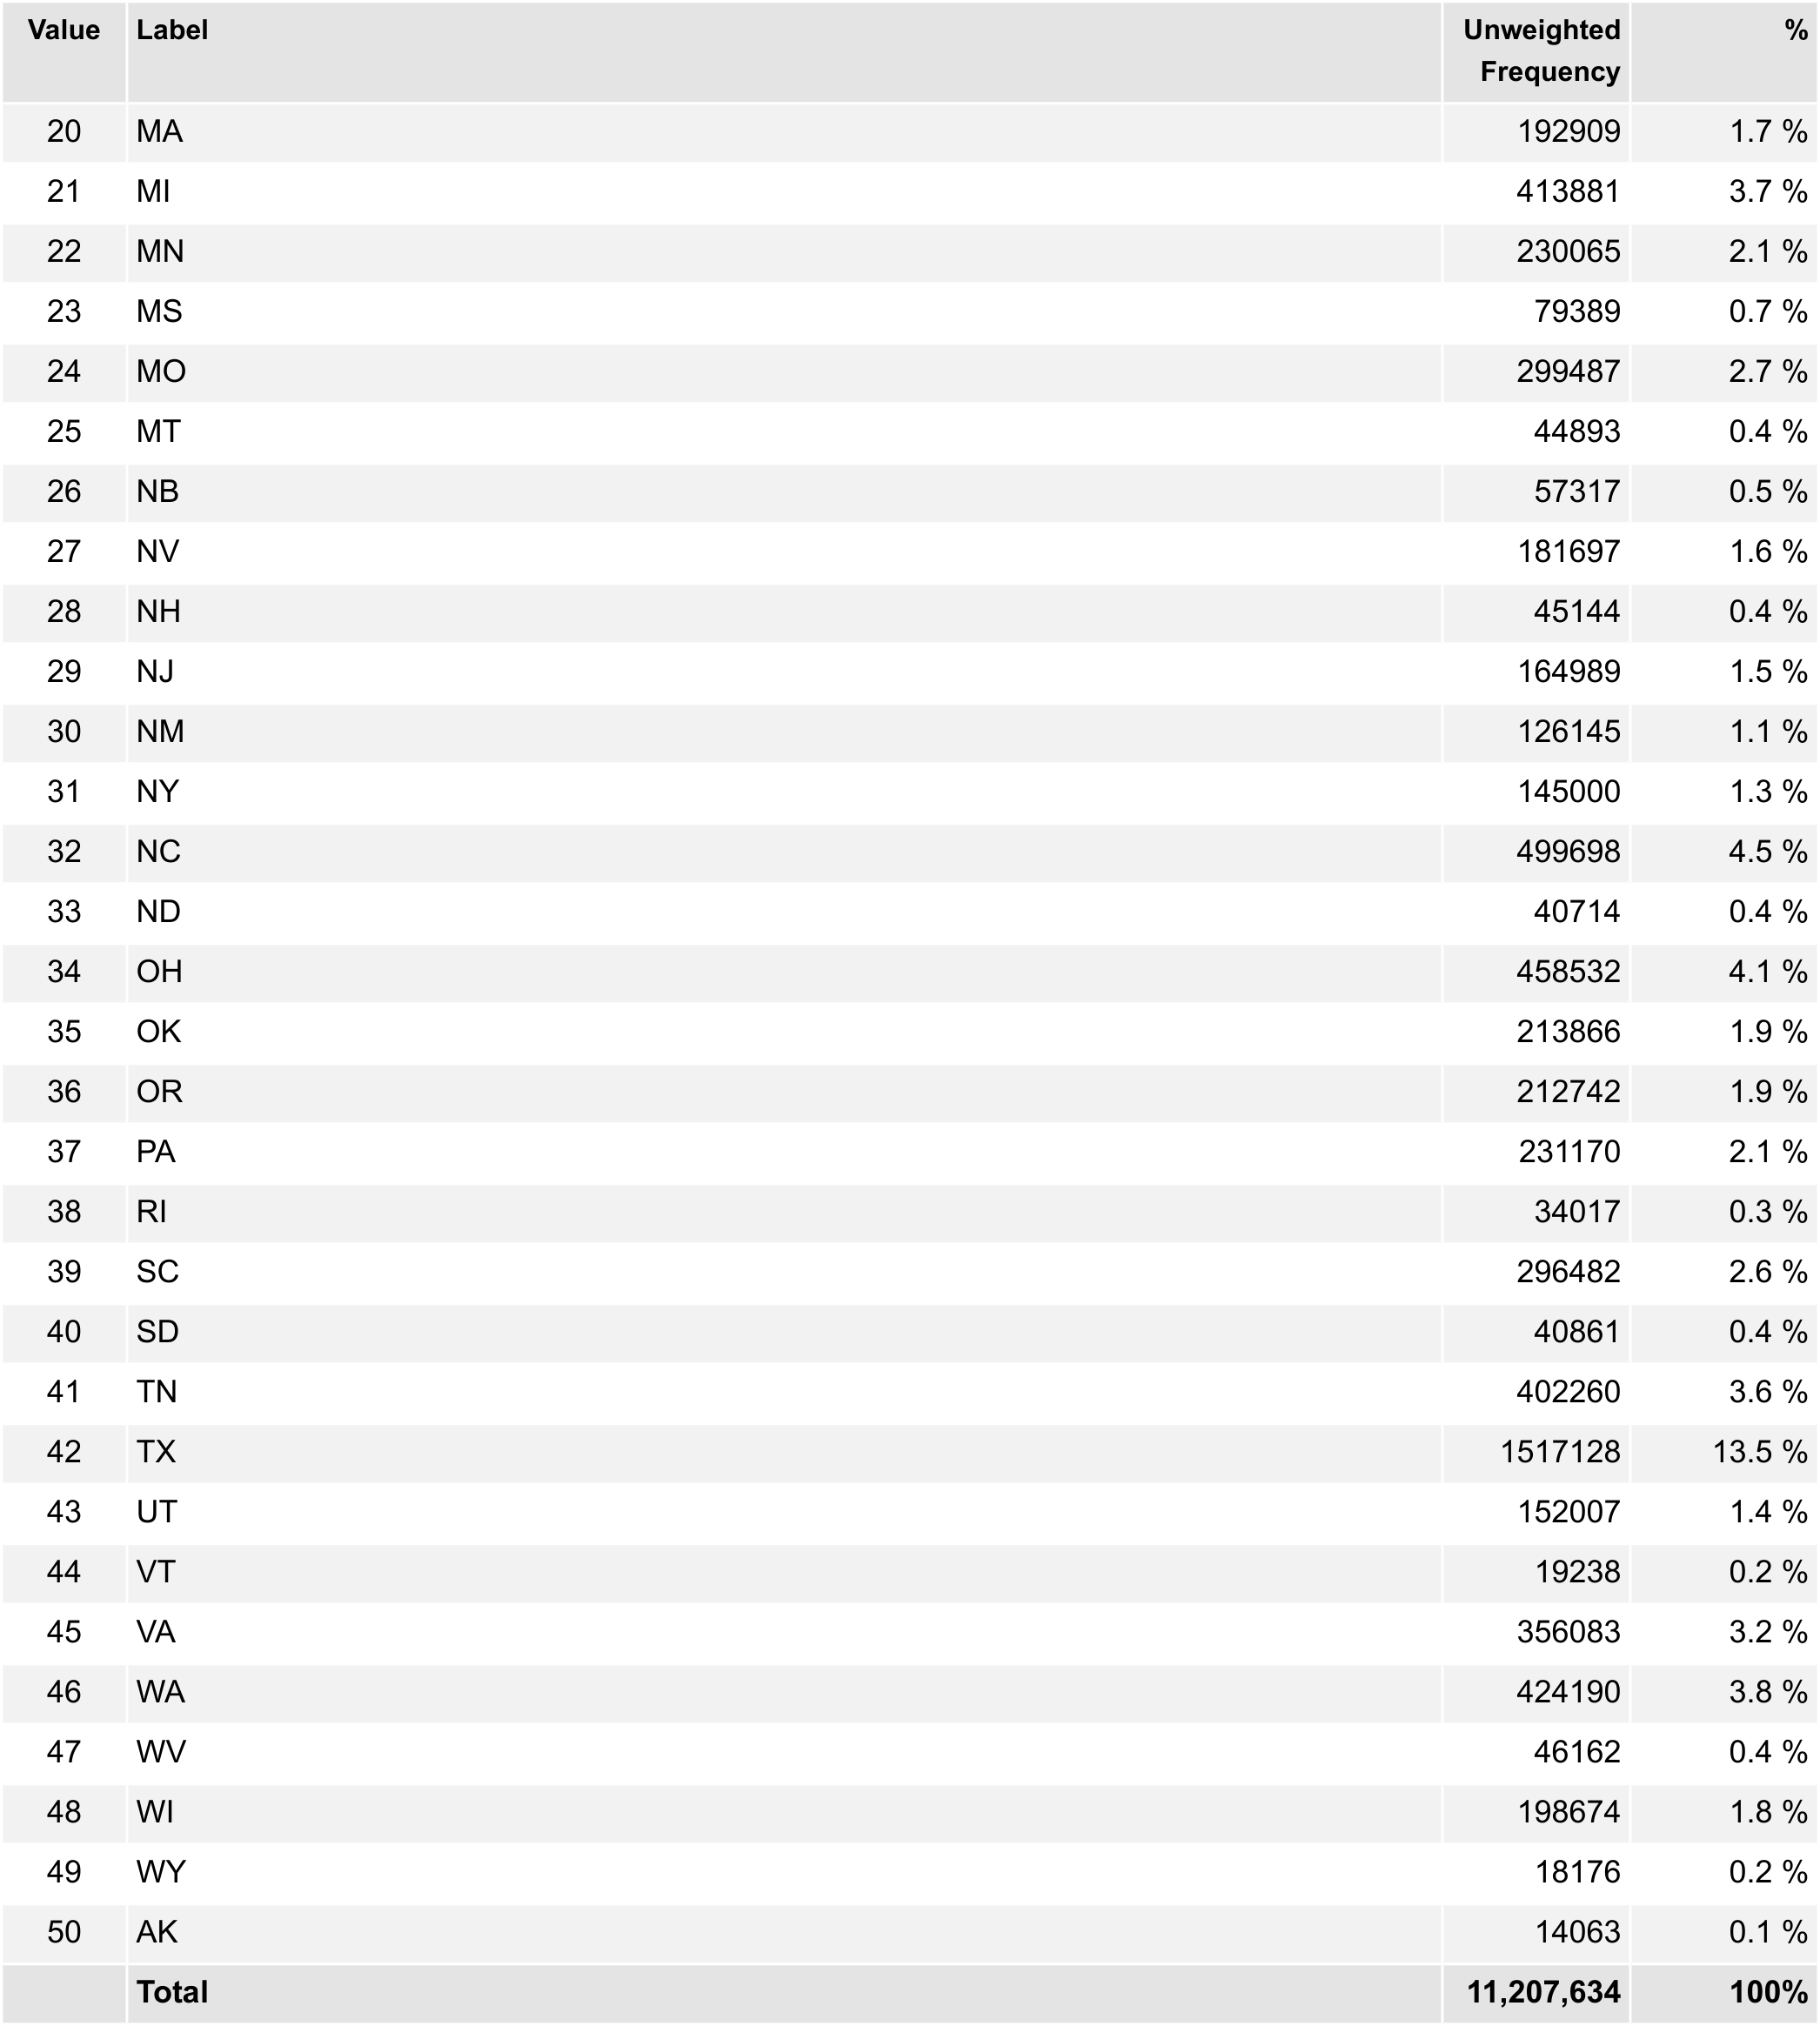 Value Label Unweighted Frequency %
20 MA 192909 1.7 %
21 MI 413881 3.7 %
22 MN 230065 2.1 %
23 MS 79389 0.7 %
24 MO 299487 2.7 %
25 MT 44893 0.4 %
26 NB 57317 0.5 %
27 NV 181697 1.6 %
28 NH 45144 0.4 %
29 NJ 164989 1.5 %
30 NM 126145 1.1 %
31 NY 145000 1.3 %
32 NC 499698 4.5 %
33 ND 40714 0.4 %
34 OH 458532 4.1 %
35 OK 213866 1.9 %
36 OR 212742 1.9 %
37 PA 231170 2.1 %
38 RI 34017 0.3 %
39 SC 296482 2.6 %
40 SD 40861 0.4 %
41 TN 402260 3.6 %
42 TX 1517128 13.5 %
43 UT 152007 1.4 %
44 VT 19238 0.2 %
45 VA 356083 3.2 %
46 WA 424190 3.8 %
47 WV 46162 0.4 %
48 WI 198674 1.8 %
49 WY 18176 0.2 %
50 AK 14063 0.1 %
Total 11,207,634 100%